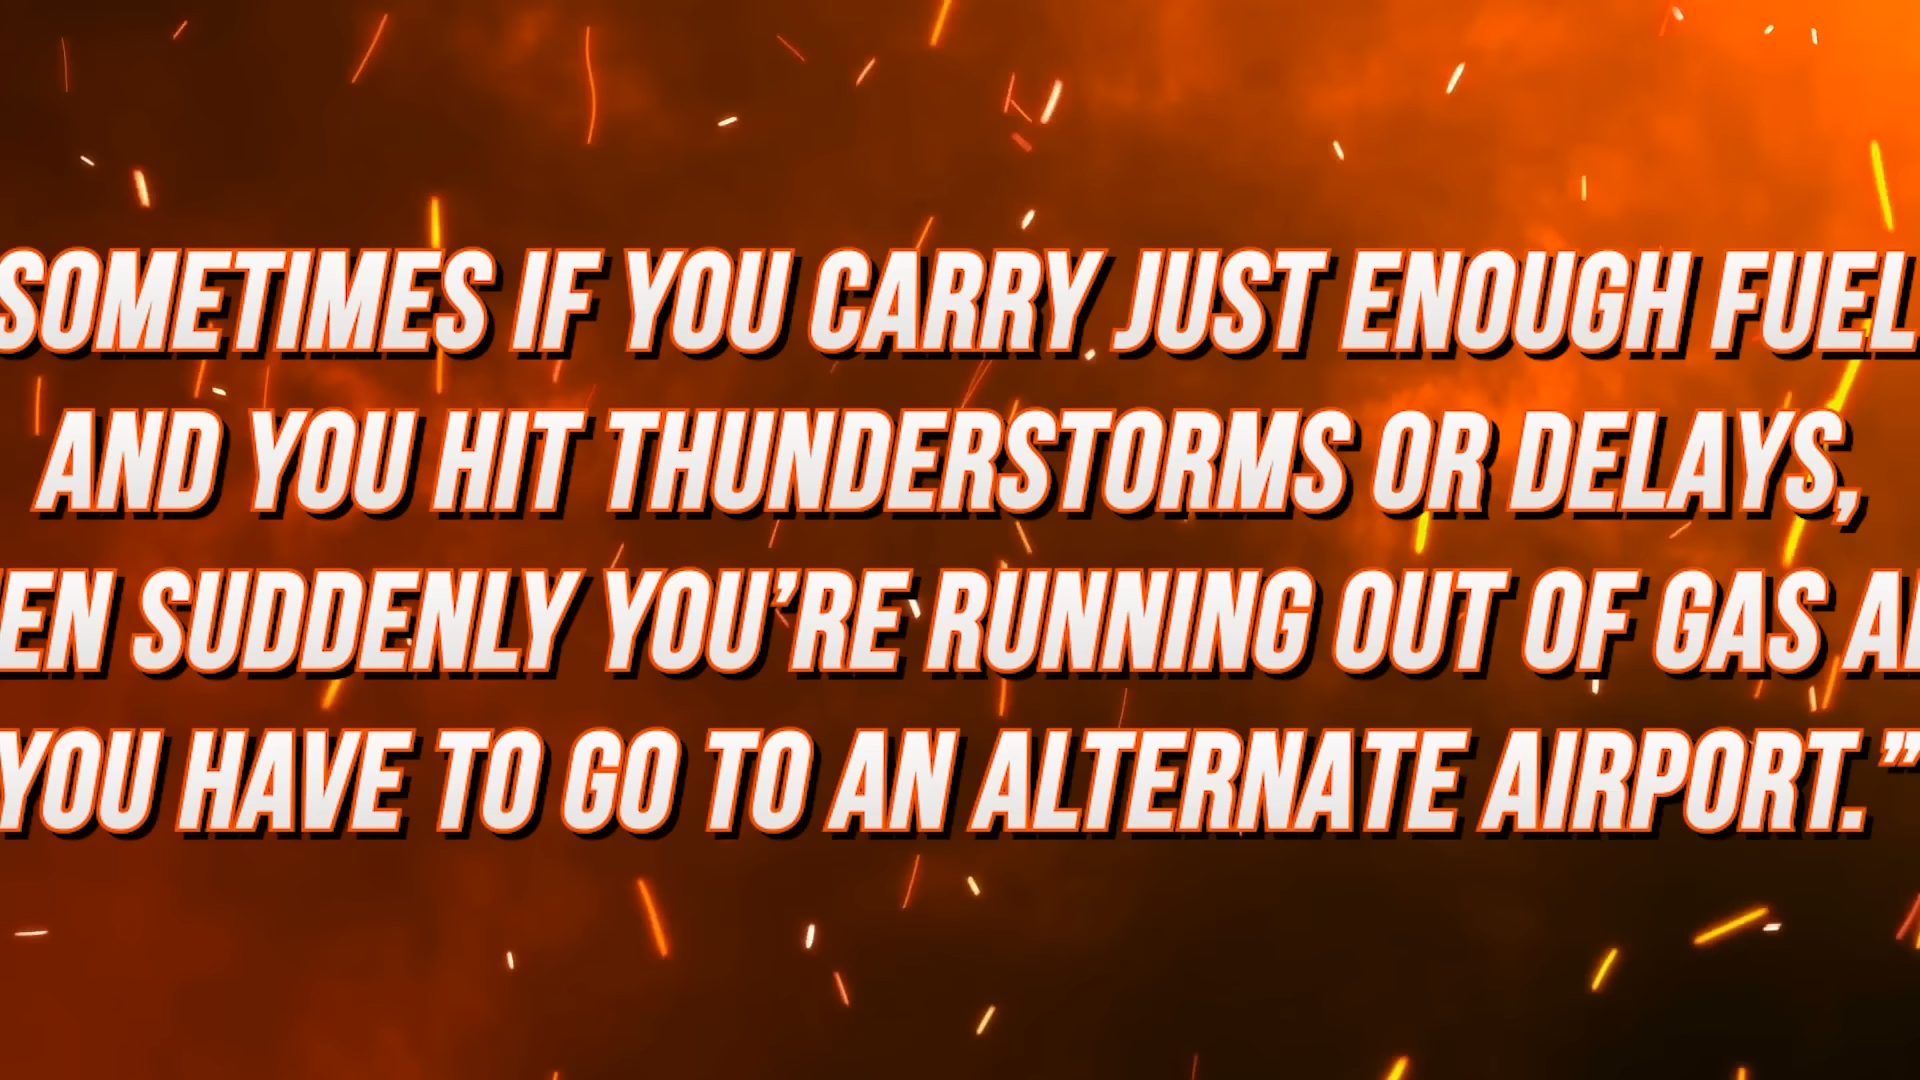 SOMETIMES IF YOU CARRY JUST ENOUGH FUEL
AND YOU HIT THUNDERSTORMS OR DELAYS,
EN SUDDENLY YOU’RE RUNNING OUT OF GAS A
YOU HAVE TO GO TO AN ALTERNATE AIRPORT.”